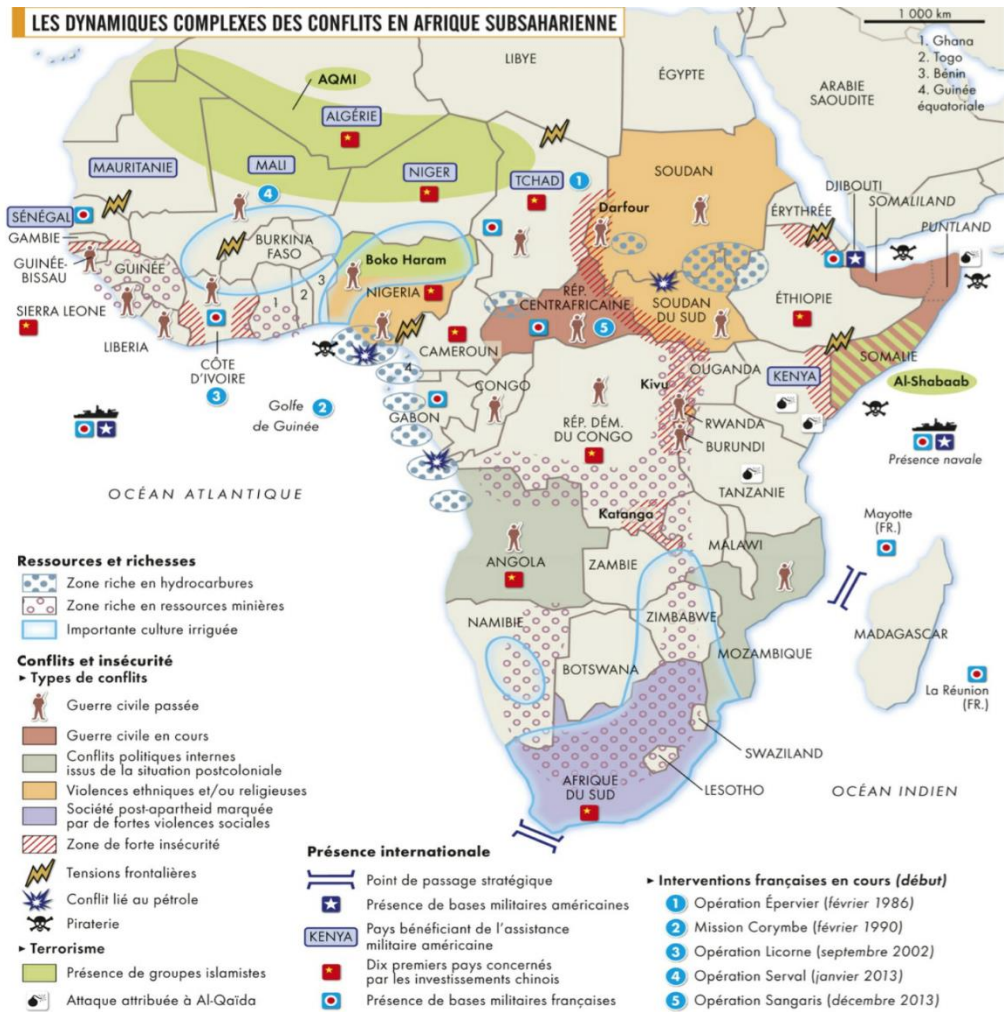 LES DYNAMIQUES COMPLEXES DES CONFLITS EN AFRIQUE SUBSAHARIENNE
1 000 km
1. Ghana
2. Togo
3. Bénin
4. Guinée
équatoriale
LIBYE
ÉGYPTE
ARABIE
SAOUDITE
AQMI
ALGÉRIE
MAURITANIE
MALI
4
NIGER
TCHAD
1
SOUDAN
Darfour
DJIBOUTI
SOMALILAND
ÉRYTHRÉE
PUNTLAND
SÉNÉGAL
GAMBIE
GUINÉE-
BISSAU
GUINÉE
BURKINA
FASO
Boko Haram
NIGERIA
SIERRA LEONE
LIBERIA
1
2
3
CÔTE
D'IVOIRE
3
Golfe
de Guinée
2
CAMEROUN
4
RÉP.
CENTRAFRICAINE
5
SOUDAN
DU SUD
ÉTHIOPIE
SOMALIE
Al-Shabaab
OUGANDA
KENYA
CONGO
GABON
Kivu
RÉP. DÉM.
DU CONGO
RWANDA
BURUNDI
TANZANIE
Présence navale
OCÉAN ATLANTIQUE
Katanga
Mayotte
(FR.)
ANGOLA
ZAMBIE
MALAWI
NAMIBIE
ZIMBABWE
BOTSWANA
MOZAMBIQUE
MADAGASCAR
La Réunion
(FR.)
SWAZILAND
LESOTHO
AFRIQUE
DU SUD
OCÉAN INDIEN
Ressources et richesses
Zone riche en hydrocarbures
Zone riche en ressources minières
Importante culture irriguée
Conflits et insécurité
▸ Types de conflits
Guerre civile passée
Guerre civile en cours
Conflits politiques internes
issus de la situation postcoloniale
Violences ethniques et/ou religieuses
Société post-apartheid marquée
par de fortes violences sociales
Zone de forte insécurité
Tensions frontalières
Conflit lié au pétrole
Piraterie
▸ Terrorisme
Présence de groupes islamistes
Attaque attribuée à Al-Qaïda
Présence internationale
Point de passage stratégique
Présence de bases militaires américaines
KENYA
Pays bénéficiant de l'assistance
militaire américaine
Dix premiers pays concernés
par les investissements chinois
Présence de bases militaires françaises
▸ Interventions françaises en cours (début)
1 Opération Épervier (février 1986)
2 Mission Corymbe (février 1990)
3 Opération Licorne (septembre 2002)
4 Opération Serval (janvier 2013)
5 Opération Sangaris (décembre 2013)